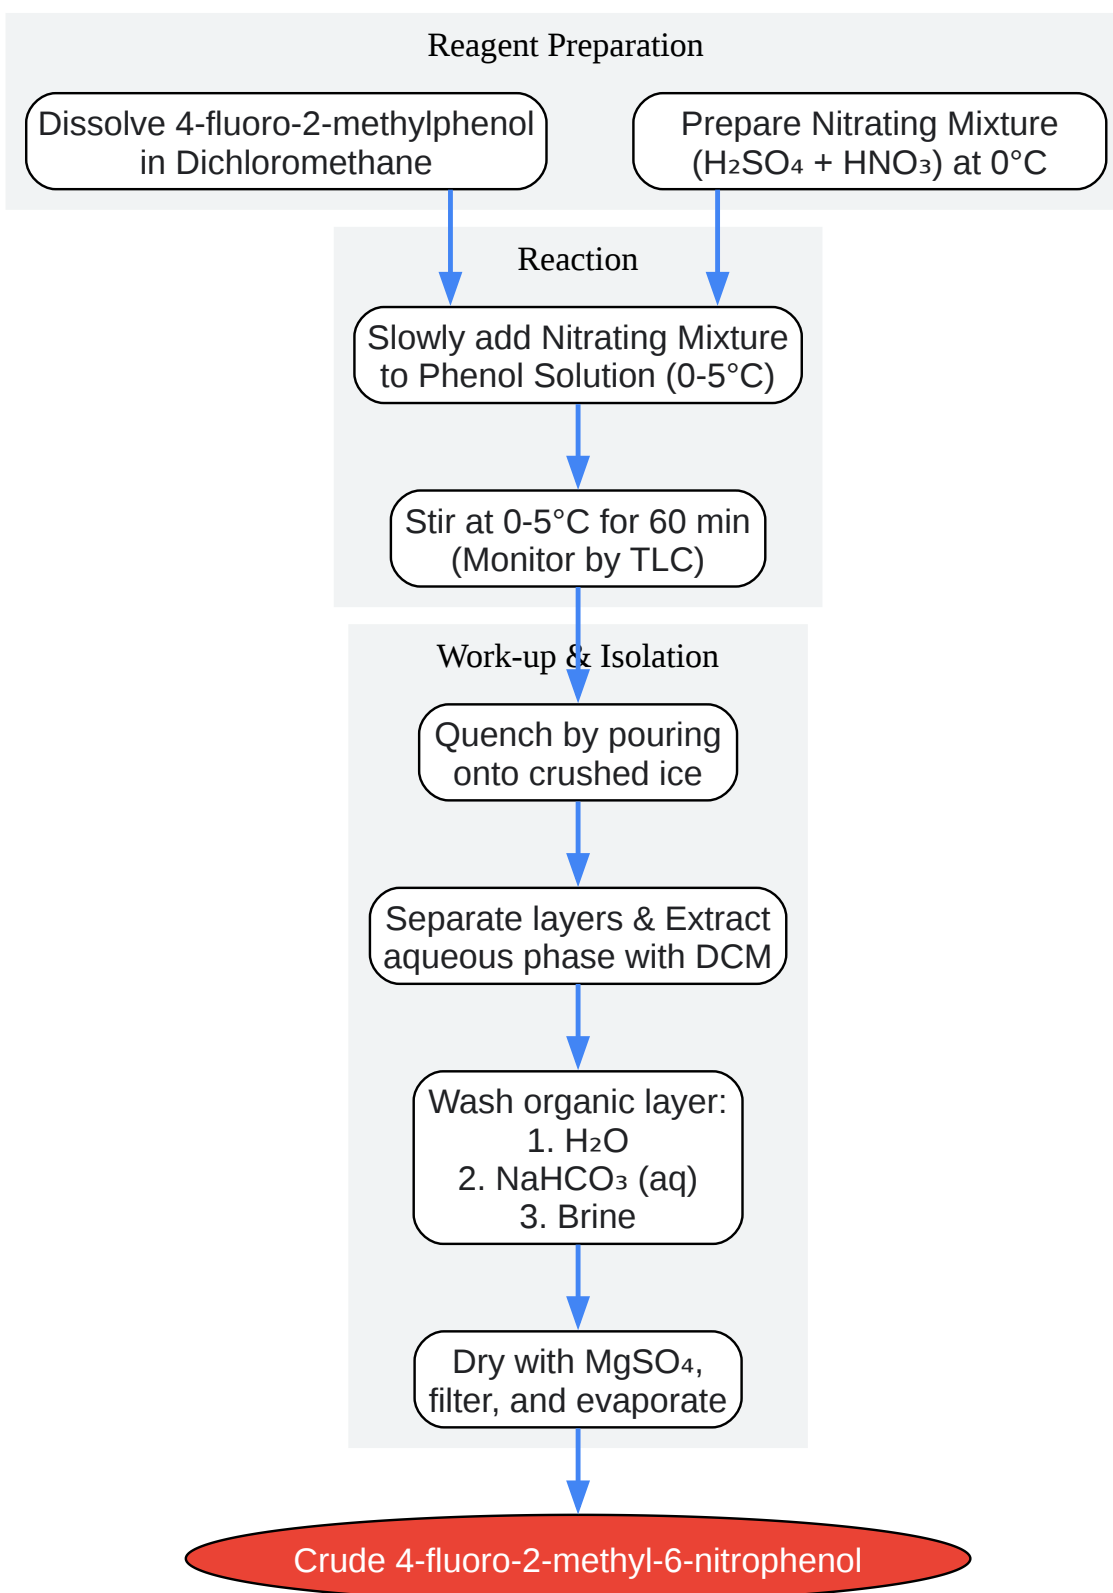 Reagent Preparation
Dissolve 4-fluoro-2-methylphenol
in Dichloromethane
Prepare Nitrating Mixture
(H₂SO₄ + HNO₃) at 0°C
Reaction
Slowly add Nitrating Mixture
to Phenol Solution (0-5°C)
Stir at 0-5°C for 60 min
(Monitor by TLC)
Work-up & Isolation
Quench by pouring
onto crushed ice
Separate layers & Extract
aqueous phase with DCM
Wash organic layer:
1. H₂O
2. NaHCO₃ (aq)
3. Brine
Dry with MgSO₄,
filter, and evaporate
Crude 4-fluoro-2-methyl-6-nitrophenol